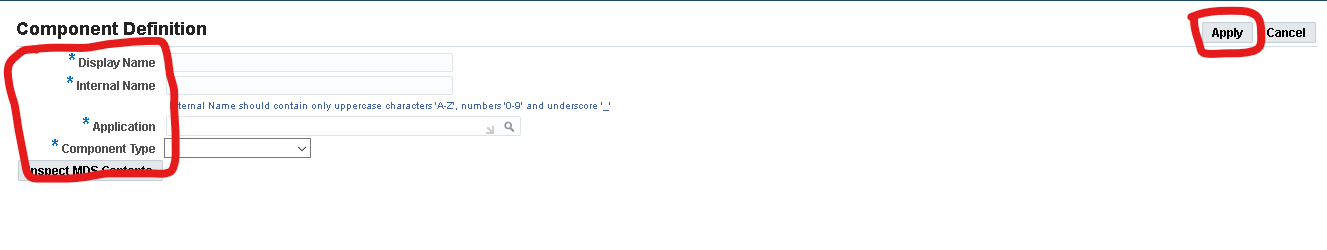 Component Definition
Apply Cancel
* Display Name
* Internal Name
Internal Name should contain only uppercase characters 'A-Z', numbers '0-9' and underscore '_'
* Application
* Component Type
Inspect MDS Contents